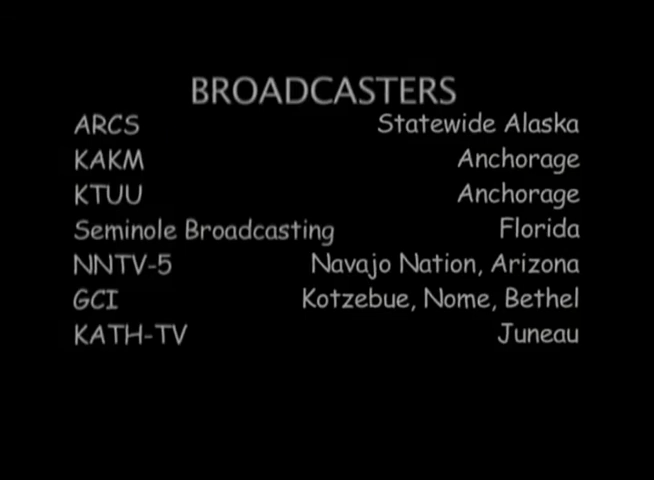 BROADCASTERS
ARCS Statewide Alaska
KAKM Anchorage
KTUU Anchorage
Seminole Broadcasting Florida
NNTV-5 Navajo Nation, Arizona
GCI Kotzebue, Nome, Bethel
KATH-TV Juneau